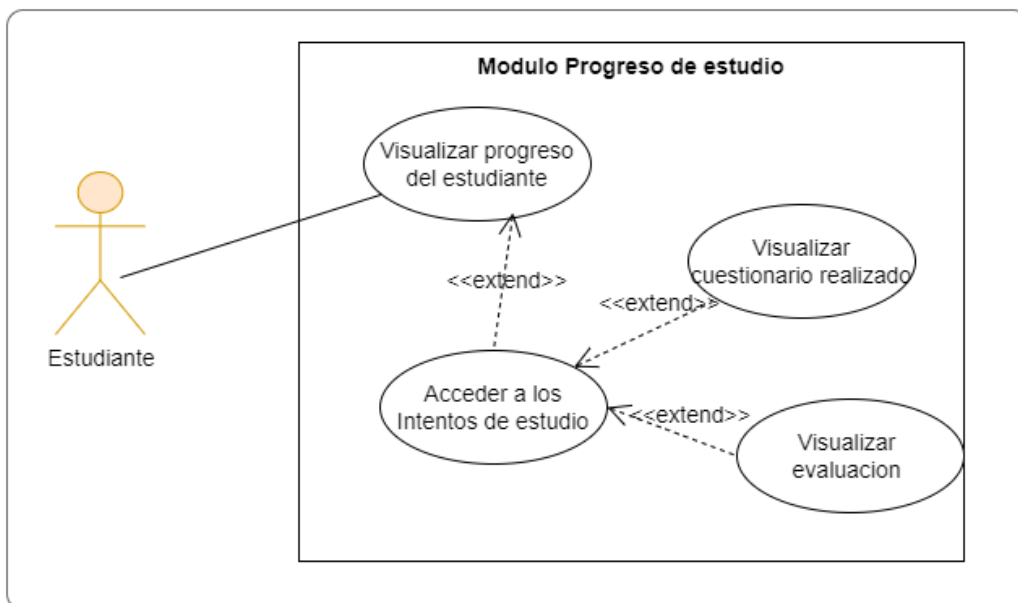 Modulo Progreso de estudio
Visualizar progreso
del estudiante
Visualizar
cuestionario realizado
<<extend>>
<<extend>>
Estudiante
Acceder a los
Intentos de estudio
<<extend>>
Visualizar
evaluacion